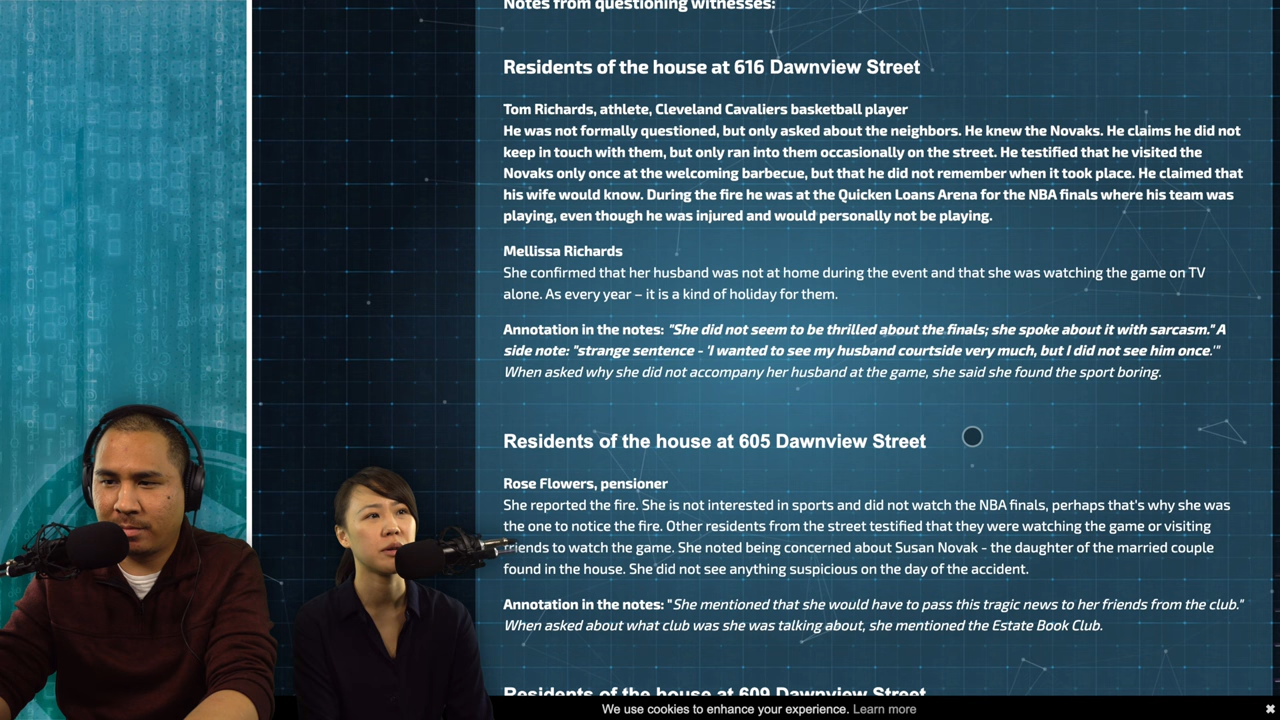 Notes from questioning witnesses:
Residents of the house at 616 Dawnview Street
Tom Richards, athlete, Cleveland Cavaliers basketball player
He was not formally questioned, but only asked about the neighbors. He knew the Novaks. He claims he did not
keep in touch with them, but only ran into them occasionally on the street. He testified that he visited the
Novaks only once at the welcoming barbecue, but that he did not remember when it took place. He claimed that
his wife would know. During the fire he was at the Quicken Loans Arena for the NBA finals where his team was
playing, even though he was injured and would personally not be playing.
Mellissa Richards
She confirmed that her husband was not at home during the event and that she was watching the game on TV
alone. As every year – it is a kind of holiday for them.
Annotation in the notes: "She did not seem to be thrilled about the finals; she spoke about it with sarcasm." A
side note: "strange sentence - 'I wanted to see my husband courtside very much, but I did not see him once.'"
When asked why she did not accompany her husband at the game, she said she found the sport boring.
Residents of the house at 605 Dawnview Street
Rose Flowers, pensioner
She reported the fire. She is not interested in sports and did not watch the NBA finals, perhaps that's why she was
the one to notice the fire. Other residents from the street testified that they were watching the game or visiting
friends to watch the game. She noted being concerned about Susan Novak - the daughter of the married couple
found in the house. She did not see anything suspicious on the day of the accident.
Annotation in the notes: "She mentioned that she would have to pass this tragic news to her friends from the club."
When asked about what club was she was talking about, she mentioned the Estate Book Club.
Residents of the house at 609 Dawnview Street
We use cookies to enhance your experience. Learn more